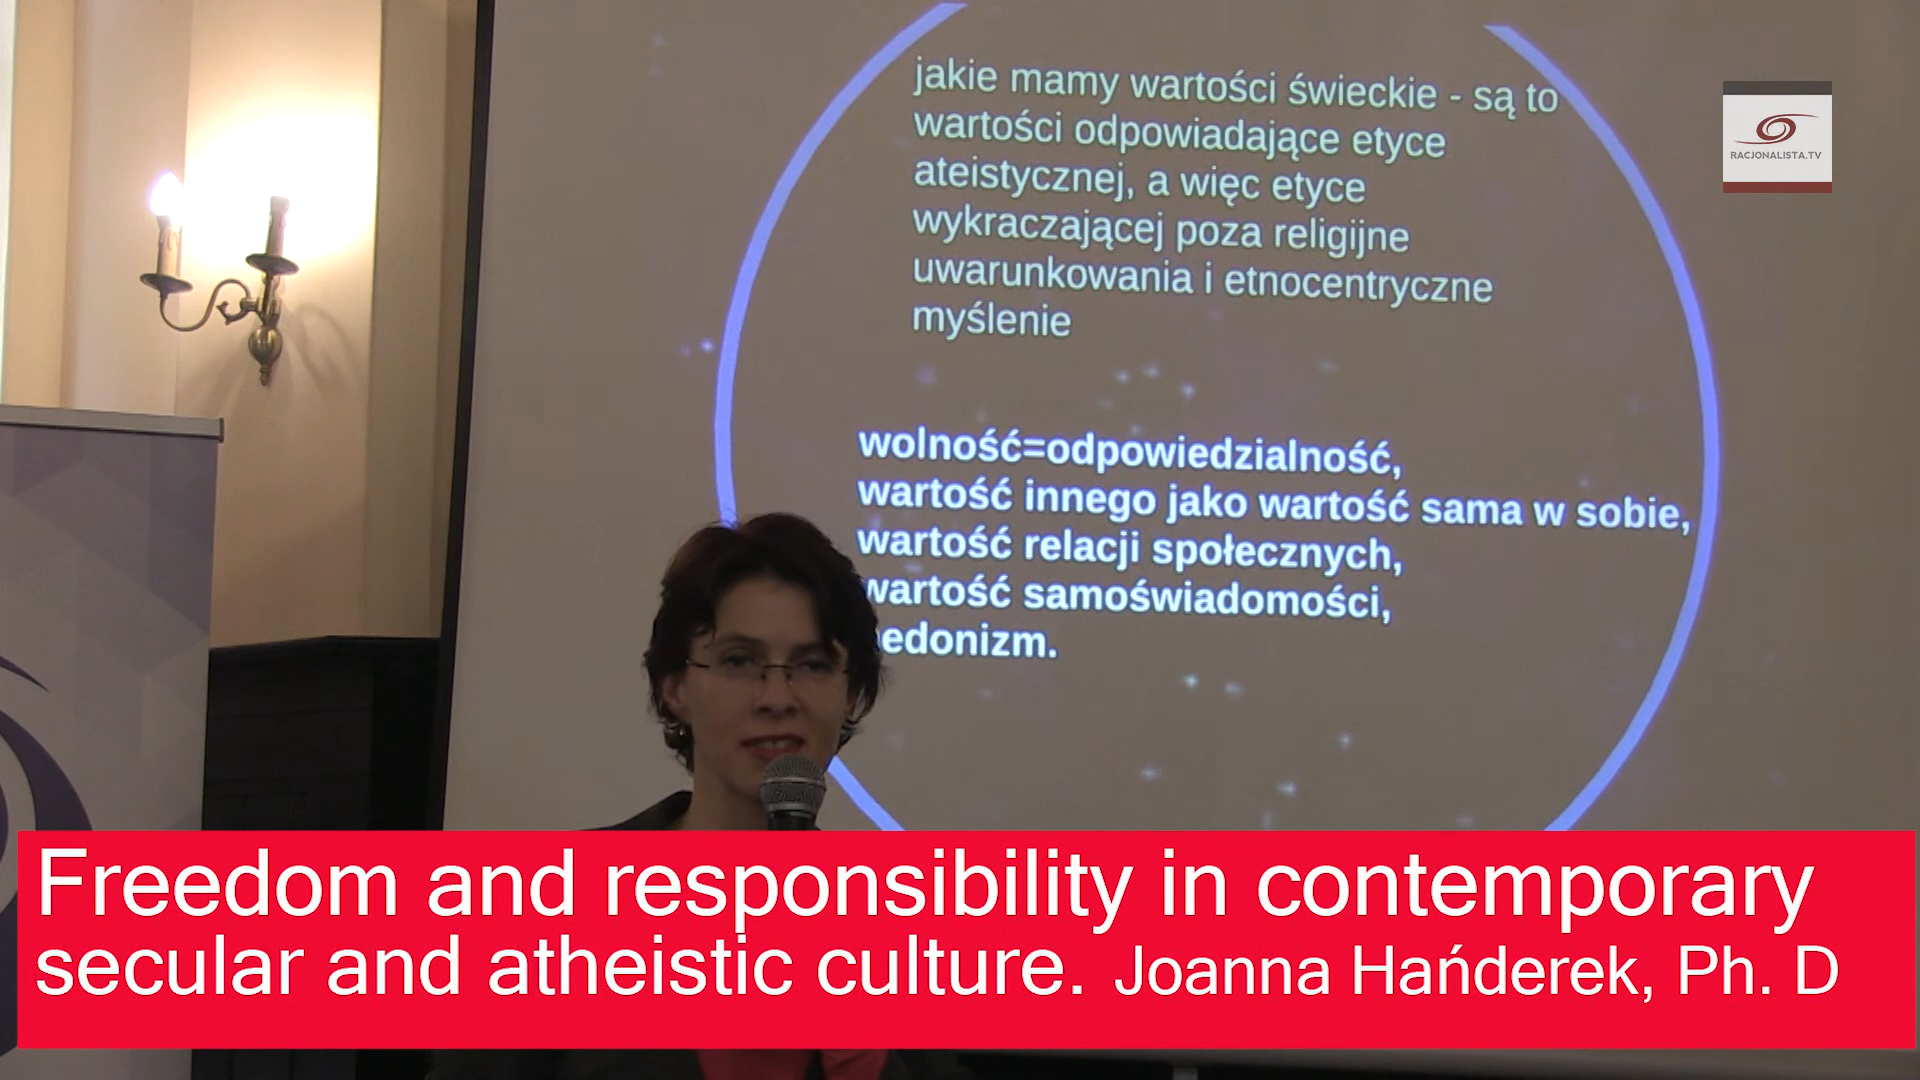 jakie mamy wartości świeckie - są to
wartości odpowiadające etyce
ateistycznej, a więc etyce
wykraczającej poza religijne
uwarunkowania i etnocentryczne
myślenie
wolność=odpowiedzialność,
wartość innego jako wartość sama w sobie,
wartość relacji społecznych,
wartość samoświadomości,
edonizm.
RACJONALISTA.TV
Freedom and responsibility in contemporary
secular and atheistic culture. Joanna Hańderek, Ph. D